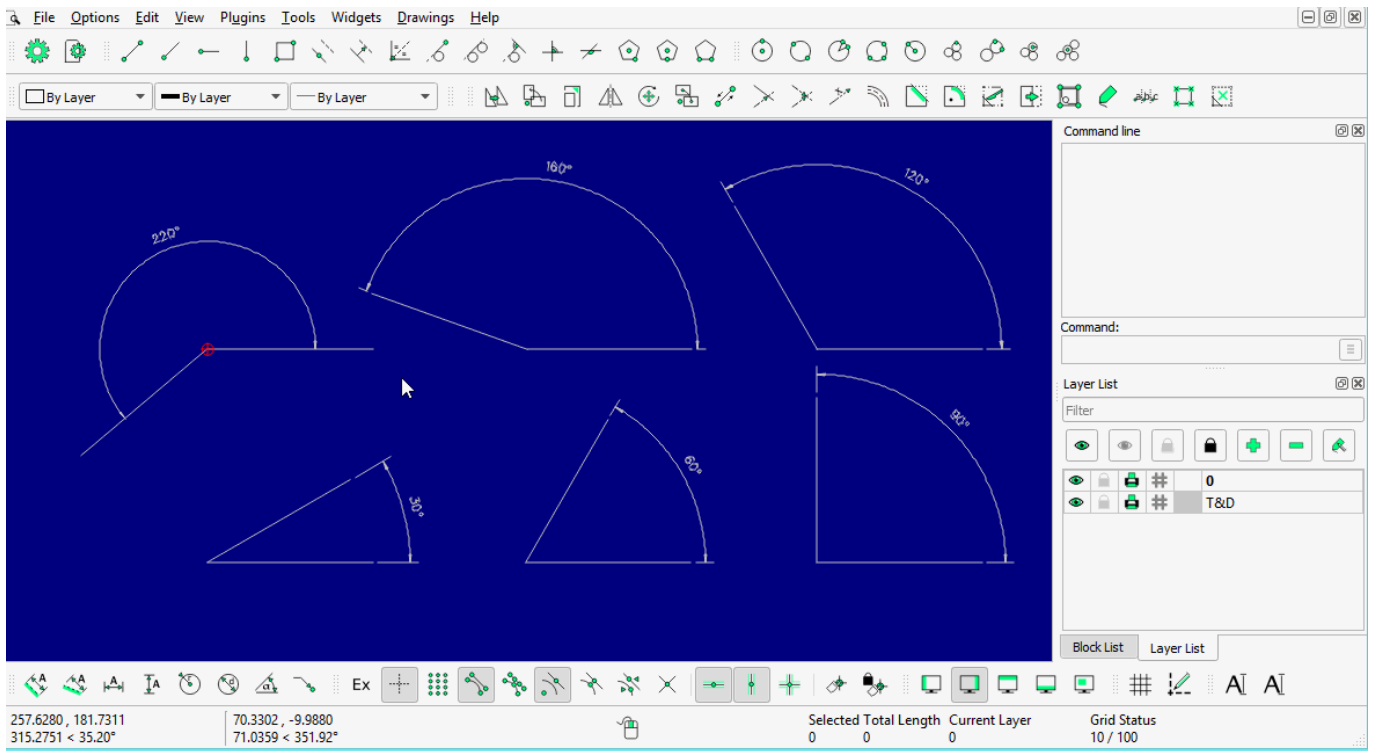 File Options Edit View Plugins Tools Widgets Drawings Help
By Layer By Layer By Layer
Command line
160°
120°
220°
Command:
Layer List
Filter
90°
60°
30°
0
T&D
Block List Layer List
A A A Ex AI AI
257.6280 , 181.7311 70.3302 , -9.9880 Selected Total Length Current Layer Grid Status
315.2751 < 35.20° 71.0359 < 351.92° 0 0 0 10 / 100